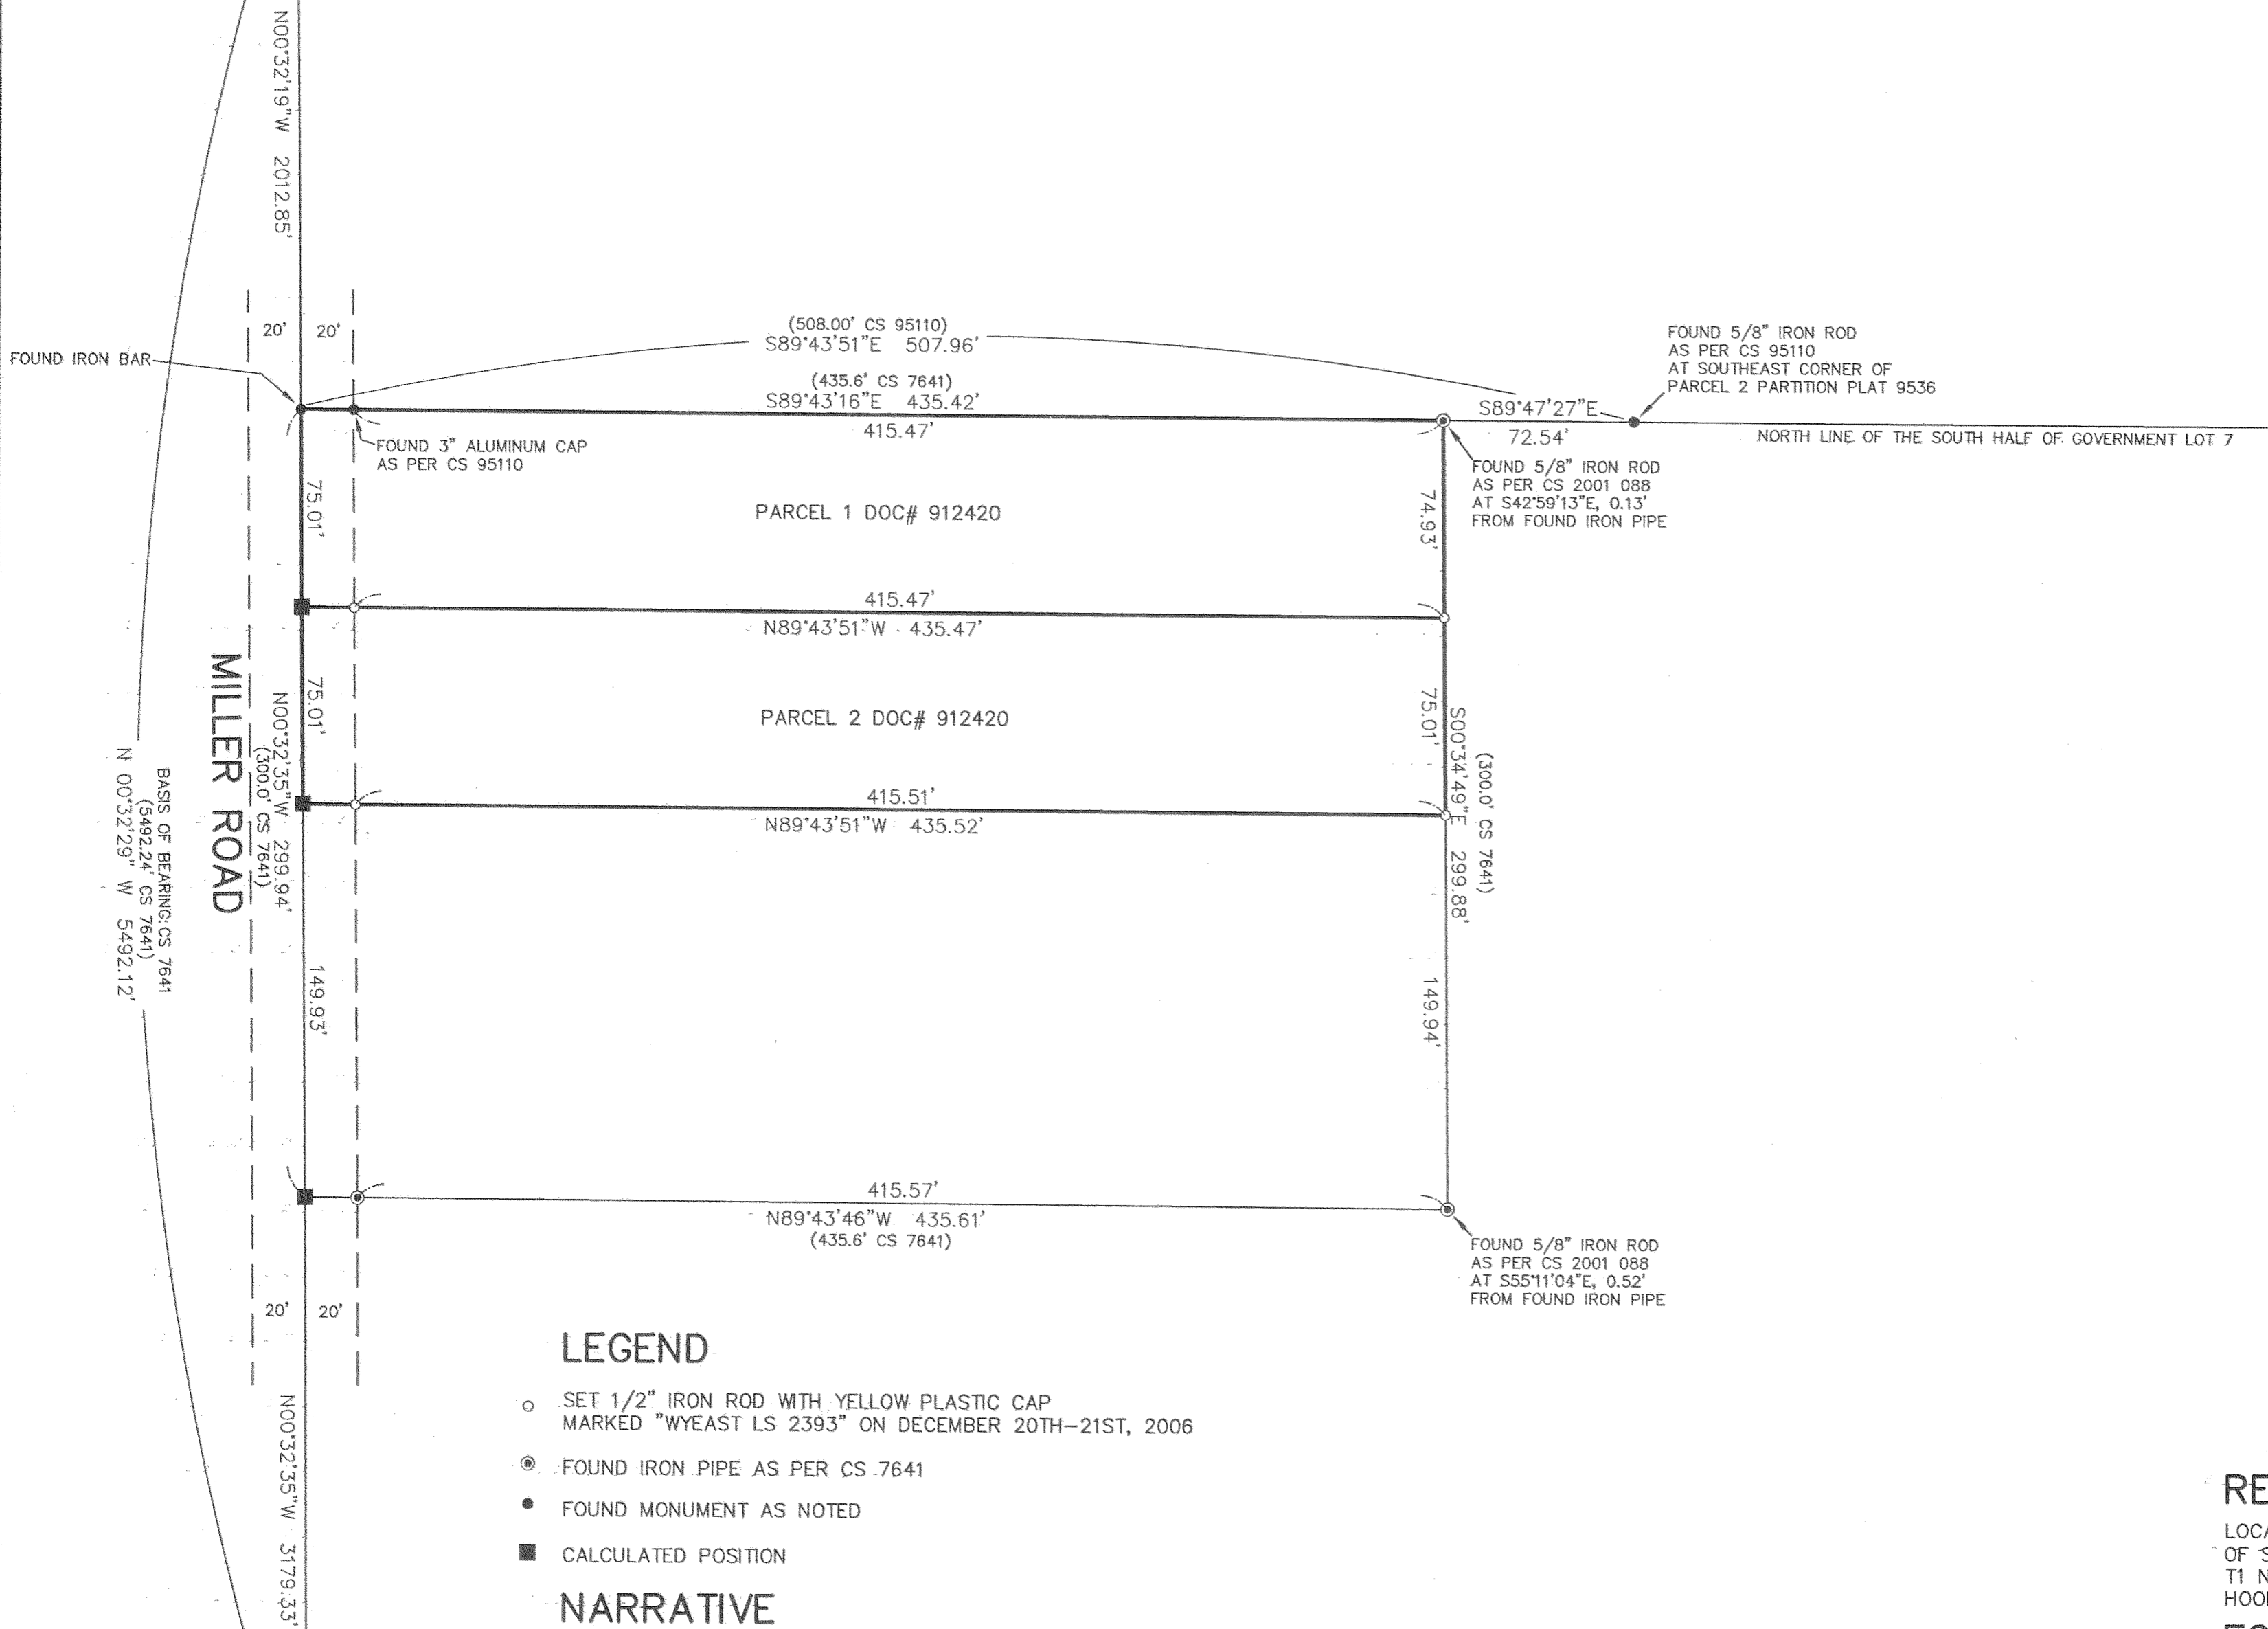 N00°32'19"W 2012.85'
20' 20'
FOUND IRON BAR
(508.00' CS 95110)
S89°43'51"E 507.96'
(435.6' CS 7641)
S89°43'16"E 435.42'
415.47'
FOUND 3" ALUMINUM CAP
AS PER CS 95110
S89°47'27"E
72.54'
FOUND 5/8" IRON ROD
AS PER CS 95110
AT SOUTHEAST CORNER OF
PARCEL 2 PARTITION PLAT 9536
NORTH LINE OF THE SOUTH HALF OF GOVERNMENT LOT 7
FOUND 5/8" IRON ROD
AS PER CS 2001 088
AT S42°59'13"E, 0.13'
FROM FOUND IRON PIPE
75.01'
PARCEL 1 DOC# 912420
74.93'
415.47'
N89°43'51"W 435.47'
MILLER ROAD
75.01'
PARCEL 2 DOC# 912420
75.01'
N00°32'35"W 299.94'
(300.0' CS 7641)
S00°34'49"E 299.88'
(300.0' CS 7641)
BASIS OF BEARING:CS 7641
(5492.24' CS 7641)
N 00°32'29" W 5492.12'
415.51'
N89°43'51"W 435.52'
149.93'
149.94'
415.57'
N89°43'46"W 435.61'
(435.6' CS 7641)
FOUND 5/8" IRON ROD
AS PER CS 2001 088
AT S55°11'04"E, 0.52'
FROM FOUND IRON PIPE
20' 20'
N00°32'35"W 3179.33'
LEGEND
SET 1/2" IRON ROD WITH YELLOW PLASTIC CAP
MARKED "WYEAST LS 2393" ON DECEMBER 20TH-21ST, 2006
FOUND IRON PIPE AS PER CS 7641
FOUND MONUMENT AS NOTED
CALCULATED POSITION
NARRATIVE
RE
LOCA
OF S
T1 N
HOO